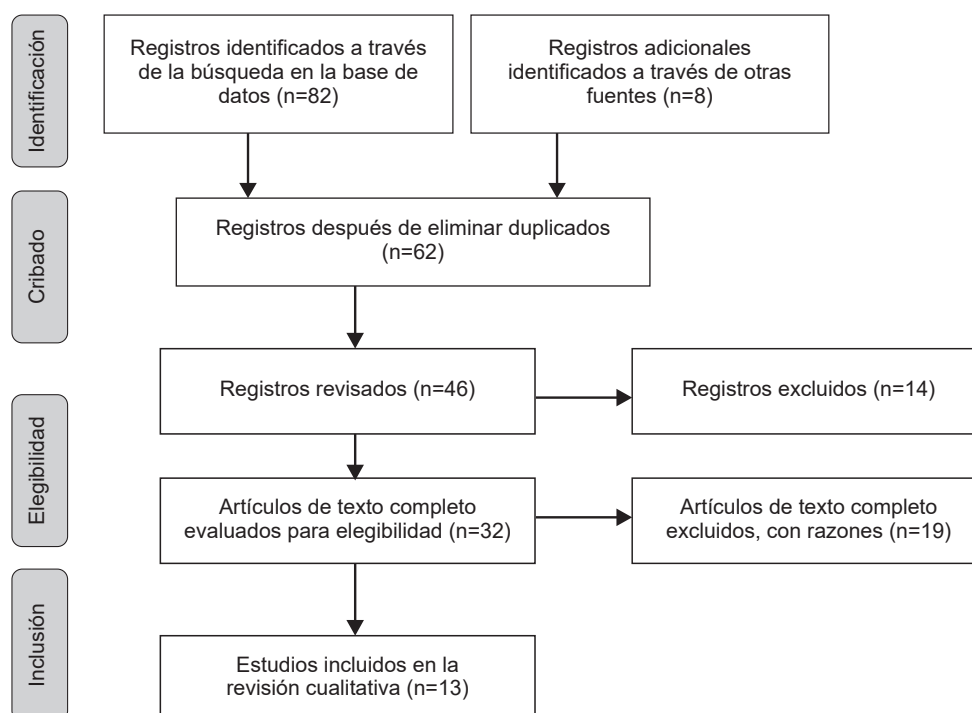 Identificación
Registros identificados a través
de la búsqueda en la base de
datos (n=82)
Registros adicionales
identificados a través de otras
fuentes (n=8)
Cribado
Registros después de eliminar duplicados
(n=62)
Elegibilidad
Registros revisados (n=46)
Registros excluidos (n=14)
Artículos de texto completo
evaluados para elegibilidad (n=32)
Artículos de texto completo
excluidos, con razones (n=19)
Inclusión
Estudios incluidos en la
revisión cualitativa (n=13)